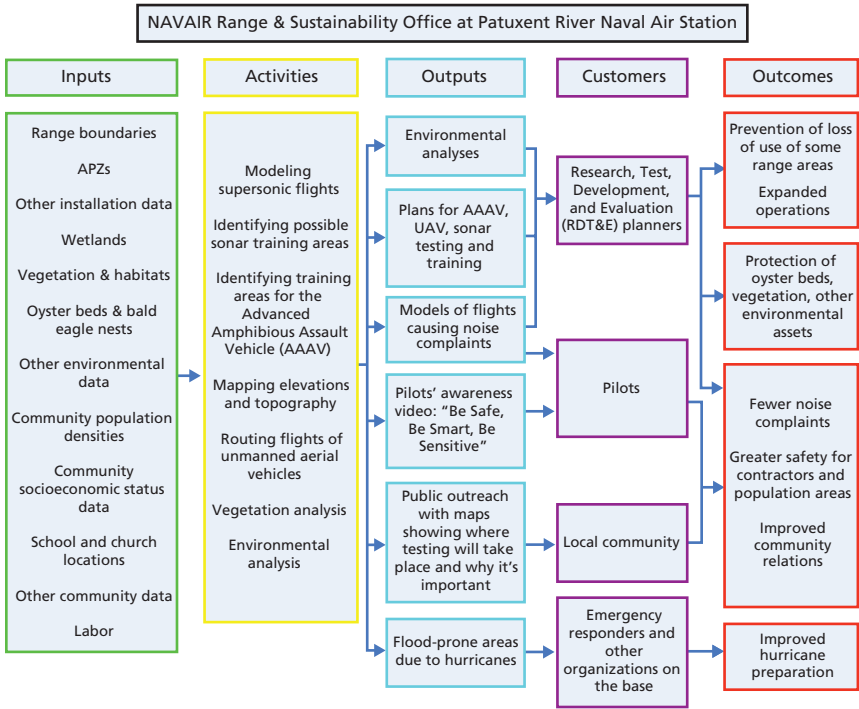 NAVAIR Range & Sustainability Office at Patuxent River Naval Air Station
Inputs
Activities
Outputs
Customers
Outcomes
Range boundaries
APZs
Other installation data
Wetlands
Vegetation & habitats
Oyster beds & bald
eagle nests
Other environmental
data
Community population
densities
Community
socioeconomic status
data
School and church
locations
Other community data
Labor
Modeling
supersonic flights
Identifying possible
sonar training areas
Identifying training
areas for the
Advanced
Amphibious Assault
Vehicle (AAAV)
Mapping elevations
and topography
Routing flights of
unmanned aerial
vehicles
Vegetation analysis
Environmental
analysis
Environmental
analyses
Plans for AAAV,
UAV, sonar
testing and
training
Models of flights
causing noise
complaints
Pilots’ awareness
video: “Be Safe,
Be Smart, Be
Sensitive”
Public outreach
with maps
showing where
testing will take
place and why it’s
important
Flood-prone areas
due to hurricanes
Research, Test,
Development,
and Evaluation
(RDT&E) planners
Pilots
Local community
Emergency
responders and
other
organizations on
the base
Prevention of loss
of use of some
range areas
Expanded
operations
Protection of
oyster beds,
vegetation, other
environmental
assets
Fewer noise
complaints
Greater safety for
contractors and
population areas
Improved
community
relations
Improved
hurricane
preparation